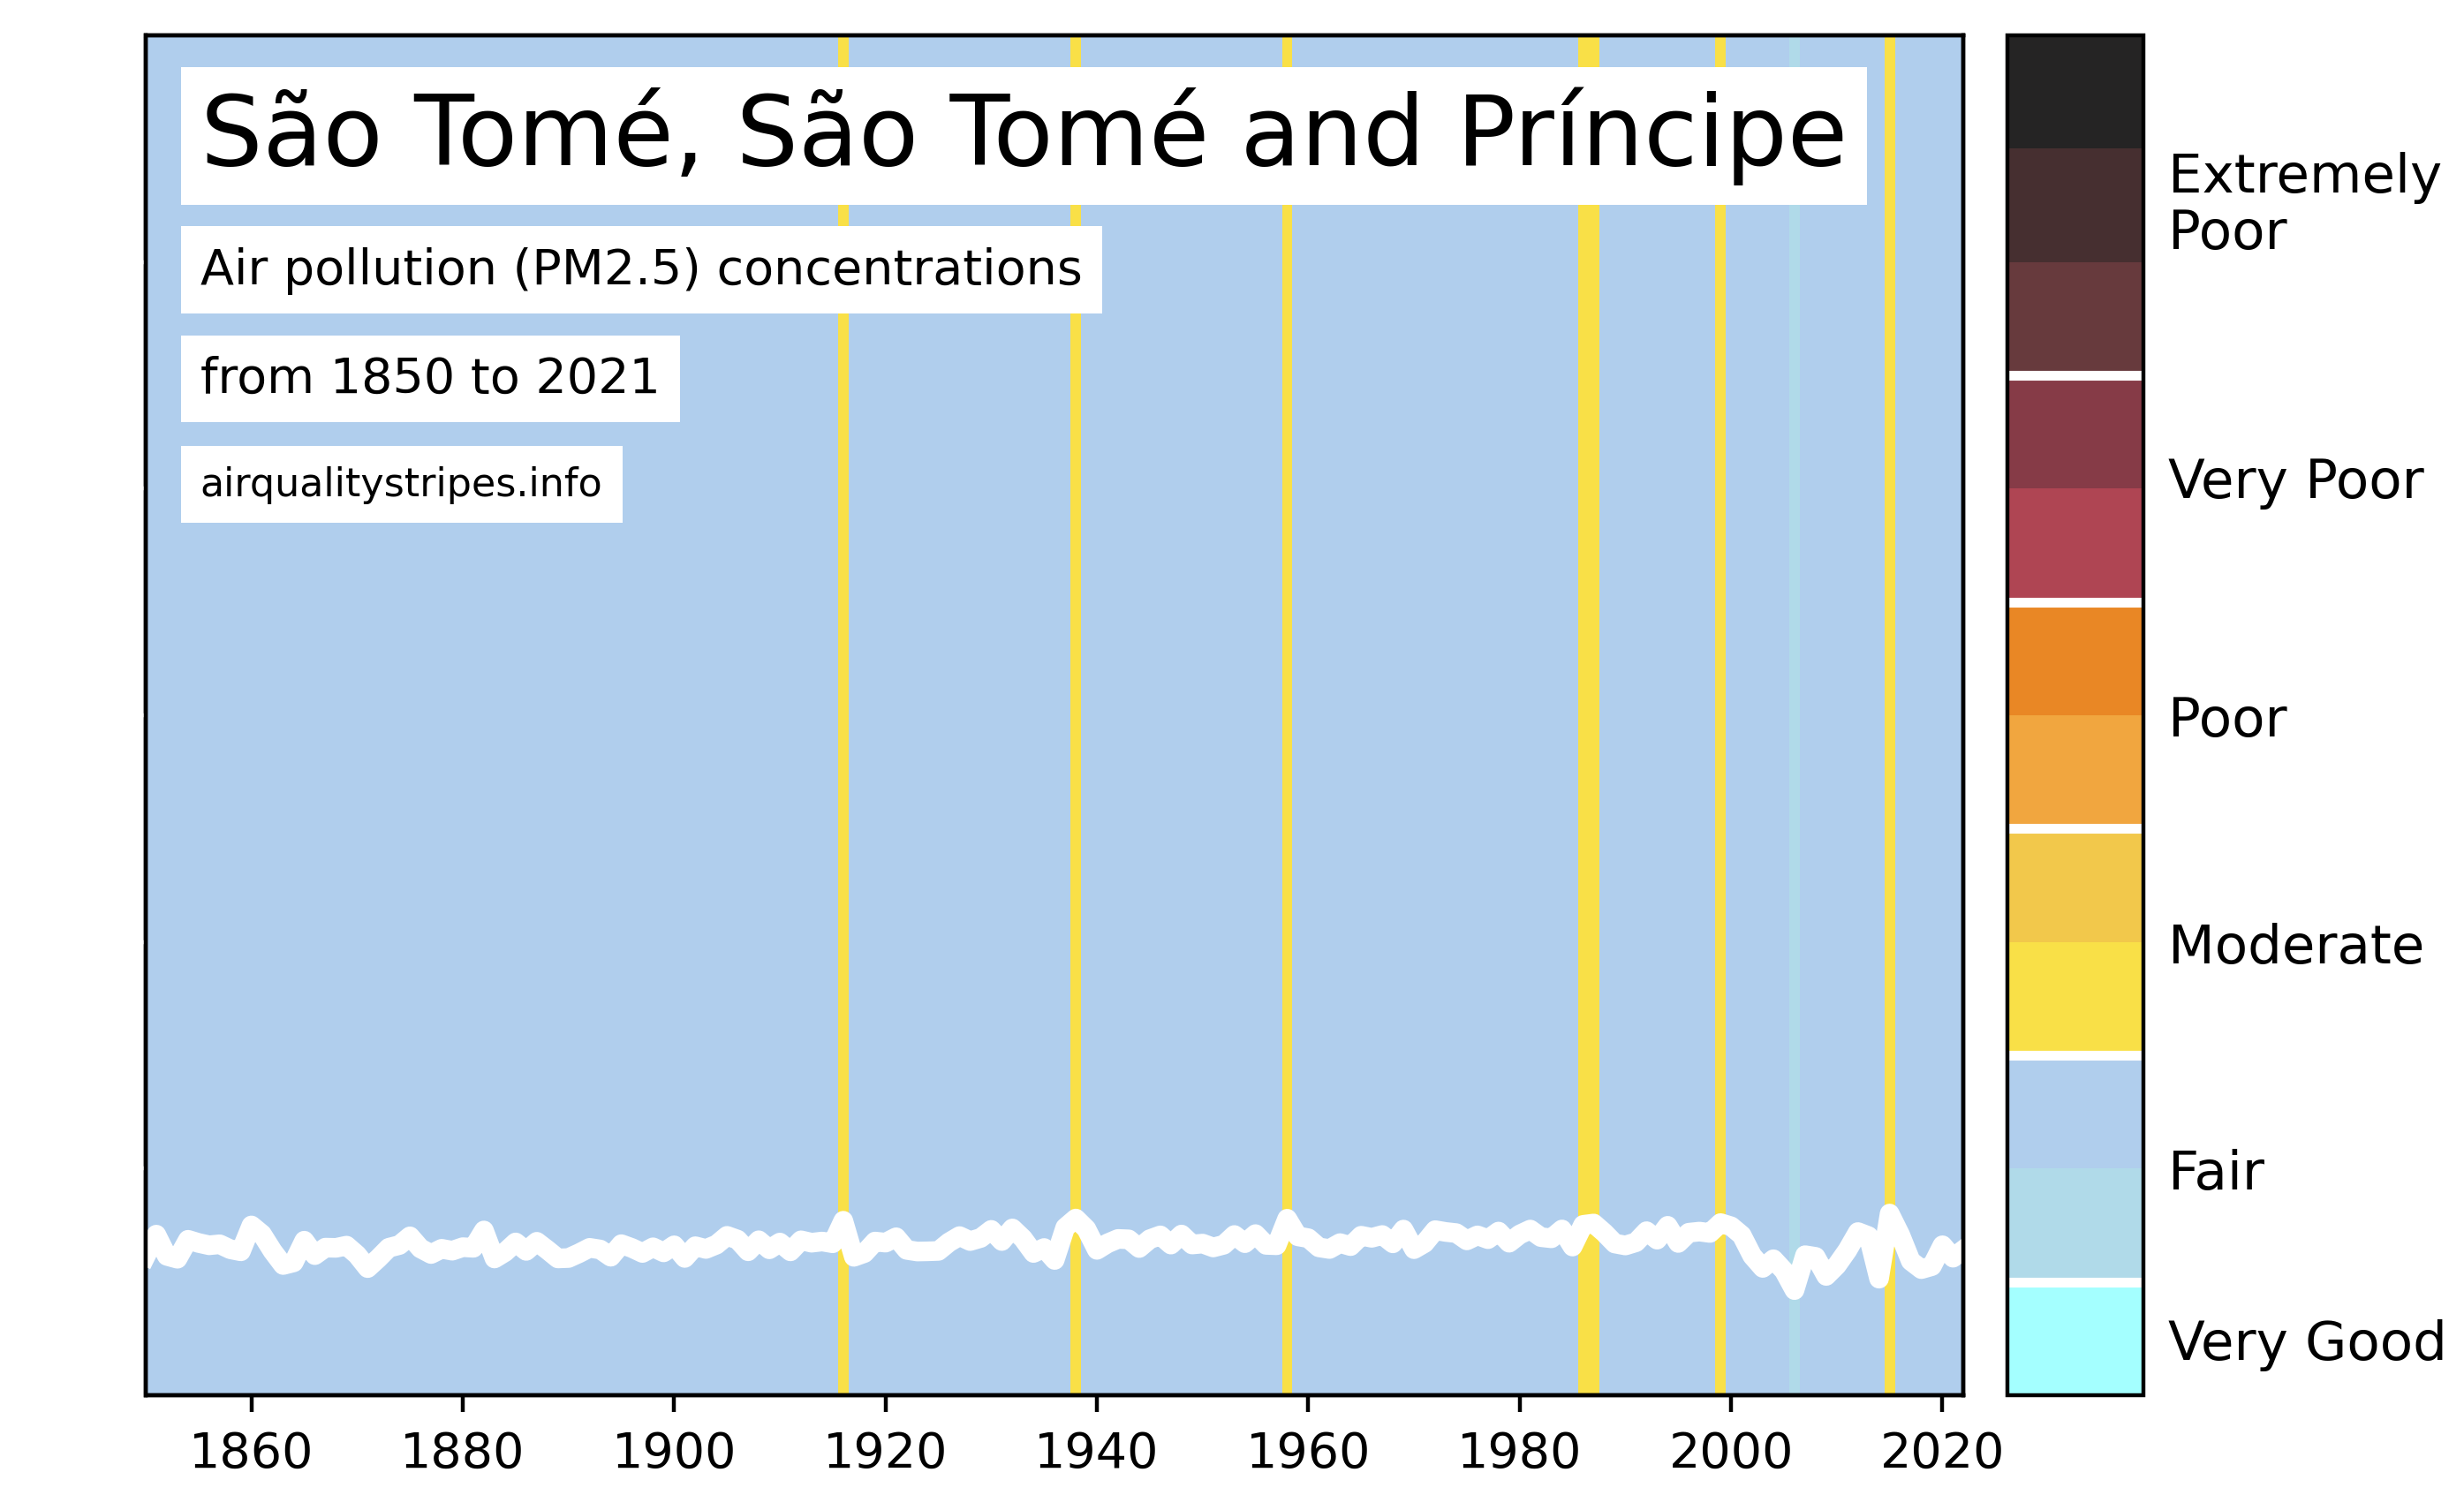 São Tomé, São Tomé and Príncipe
Air pollution (PM2.5) concentrations
from 1850 to 2021
airqualitystripes.info
Extremely
Poor
Very Poor
Poor
Moderate
Fair
Very Good
1860 1880 1900 1920 1940 1960 1980 2000 2020